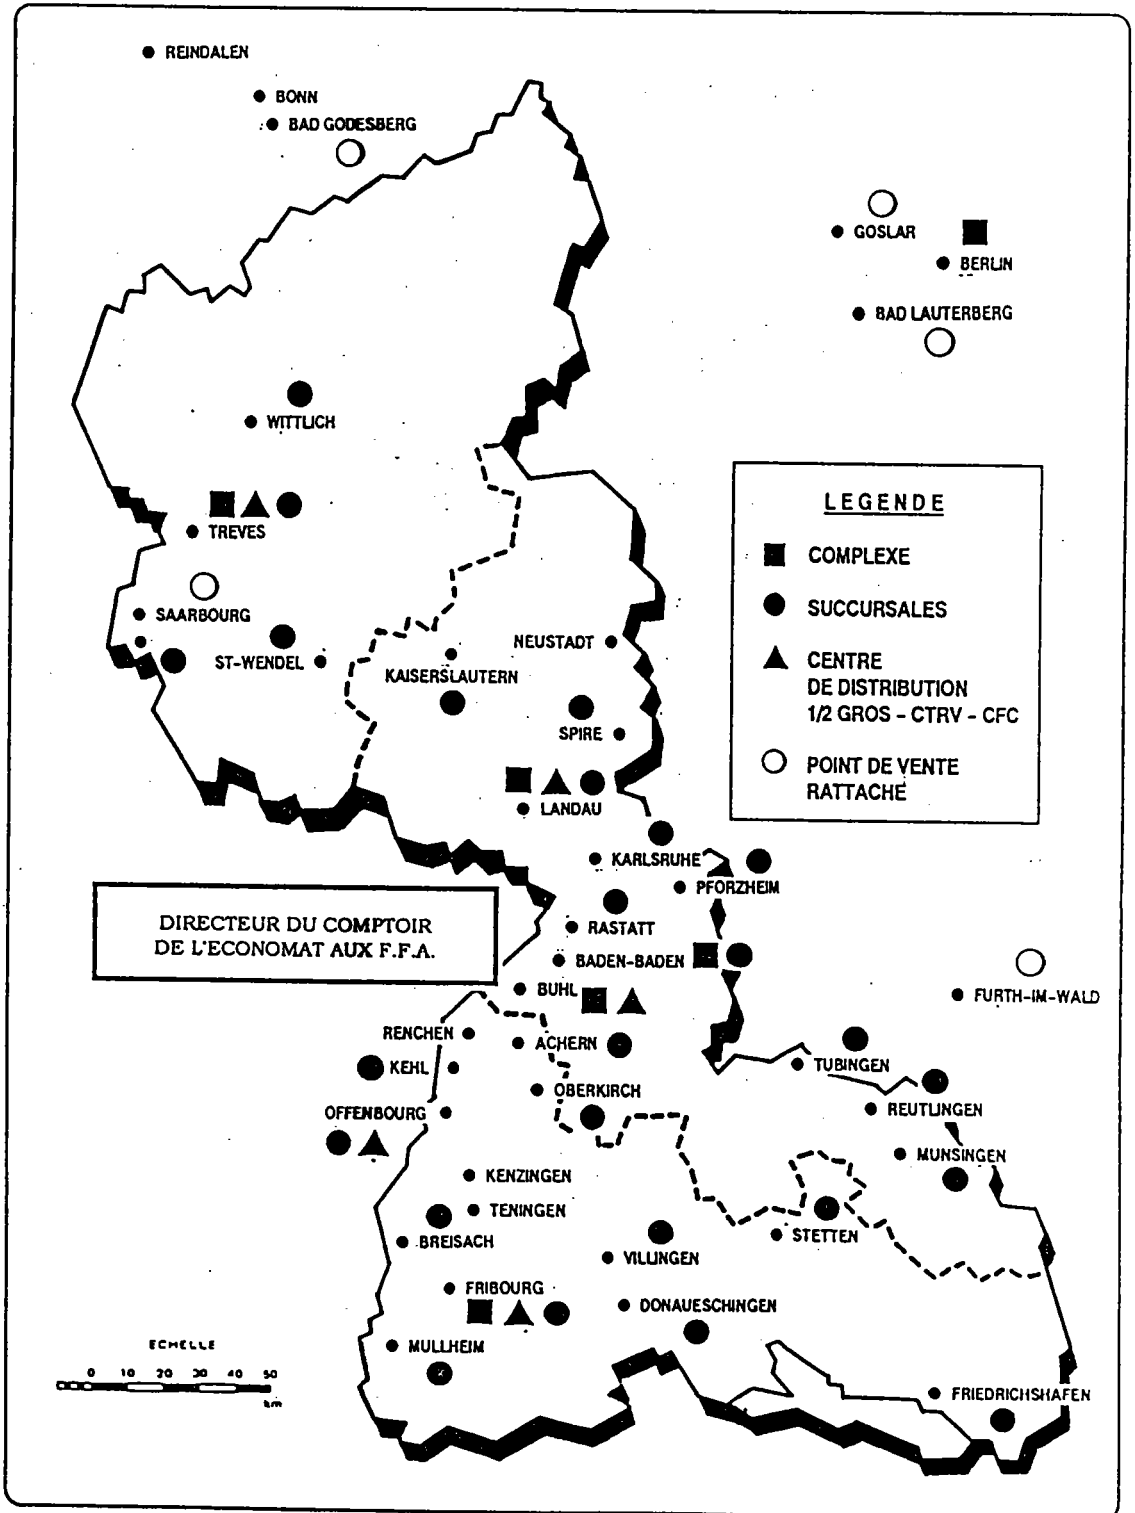 REINDALEN
BONN
BAD GODESBERG
GOSLAR
BERLIN
BAD LAUTERBERG
WITTLICH
TREVES
SAARBOURG
ST-WENDEL
KAISERSLAUTERN
NEUSTADT
SPIRE
LANDAU
LEGENDE
COMPLEXE
SUCCURSALES
CENTRE
DE DISTRIBUTION
1/2 GROS - CTRV - CFC
POINT DE VENTE
RATTACHE
KARLSRUHE
PFORZHEIM
DIRECTEUR DU COMPTOIR
DE L'ECONOMAT AUX F.F.A.
RASTATT
BADEN-BADEN
BUHL
FURTH-IM-WALD
RENCHEN
ACHERN
KEHL
TUBINGEN
OBERKIRCH
OFFENBOURG
REUTLINGEN
MUNSINGEN
KENZINGEN
TENINGEN
BREISACH
STETTEN
VILLINGEN
FRIBOURG
DONAUESCHINGEN
MULLHEIM
FRIEDRICHSHAFEN
ECHELLE
0 10 20 30 40 50
km